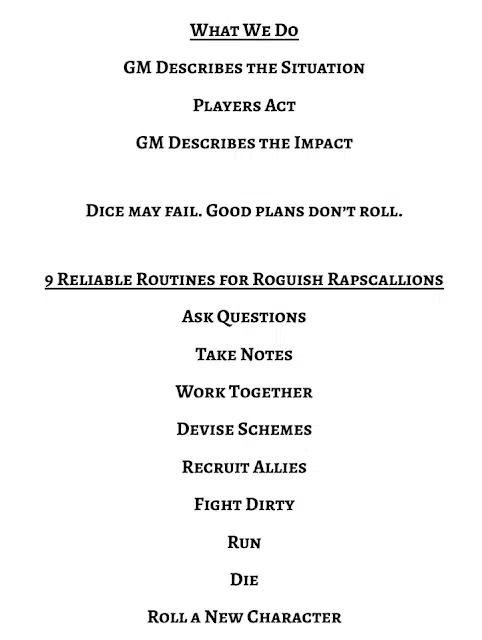 What We Do
GM Describes the Situation
Players Act
GM Describes the Impact
Dice may fail. Good plans don't roll.
9 Reliable Routines for Roguish Rapscallions
Ask Questions
Take Notes
Work Together
Devise Schemes
Recruit Allies
Fight Dirty
Run
Die
Roll a New Character